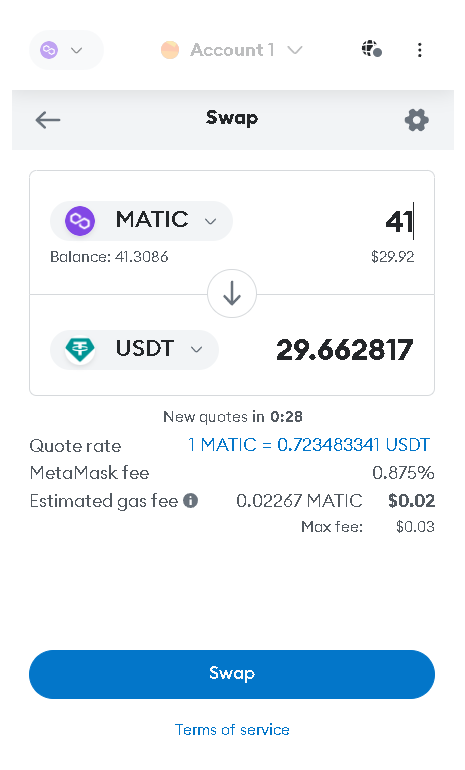 Account 1
Swap
MATIC 41
Balance: 41.3086 $29.92
USDT 29.662817
New quotes in 0:28
Quote rate 1 MATIC = 0.723483341 USDT
MetaMask fee 0.875%
Estimated gas fee 0.02267 MATIC $0.02
Max fee: $0.03
Swap
Terms of service